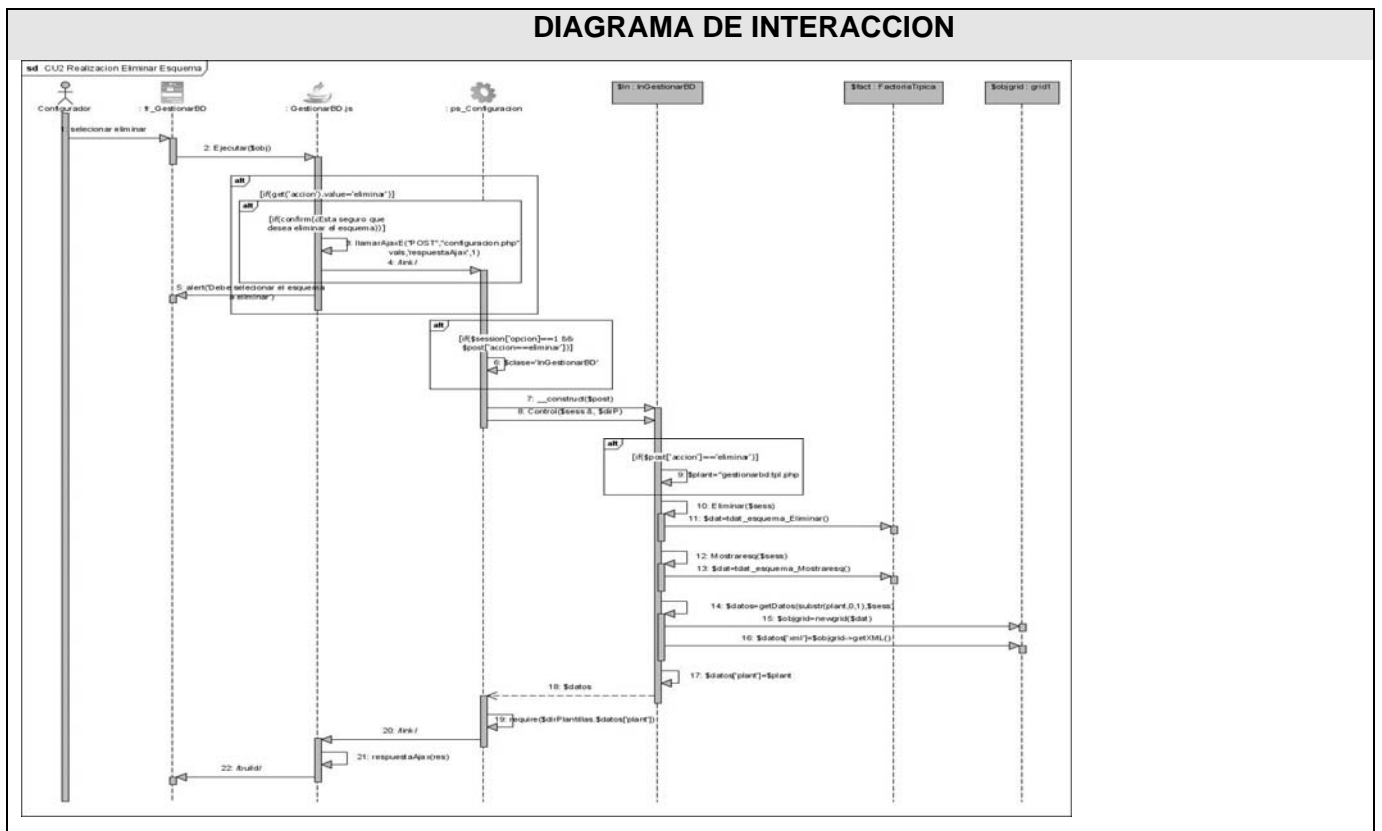 DIAGRAMA DE INTERACCION
sd CU2 Realizacion Eliminar Esquema
Configurador
: fr_GestionarBD
: GestionarBD.js
: ps_Configuracion
$in : InGestionarBD
$fact : FactoriaTipica
$objgrid : grid1
1: selecionar eliminar
2: Ejecutar($obj)
alt
[if(get('accion').value='eliminar')]
alt
[if(confirm(¿Esta seguro que
desea eliminar el esquema))]
3: llamarAjaxE("POST","configuracion.php"
vals,'respuestaAjax',1)
4: /link/
5: alert('Debe selecionar el esquema
a eliminar')
alt
[if($session['opcion']==1 &&
$post['accion==eliminar'])]
6: $clase='InGestionarBD'
7: __construct($post)
8: Control($sess &, $dirP)
alt
[if($post['accion']=='eliminar')]
9: $plant="gestionarbd.tpl.php
10: Eliminar($sess)
11: $dat=tdat_esquema_Eliminar()
12: Mostraresq($sess)
13: $dat=tdat_esquema_Mostraresq()
14: $datos=getDatos(substr(plant,0,1),$sess)
15: $objgrid=newgrid($dat)
16: $datos['xml']=$objgrid->getXML()
17: $datos['plant']=$plant
18: $datos
19: require($dirPlantillas.$datos['plant'])
20: /link/
21: respuestaAjax(res)
22: /build/